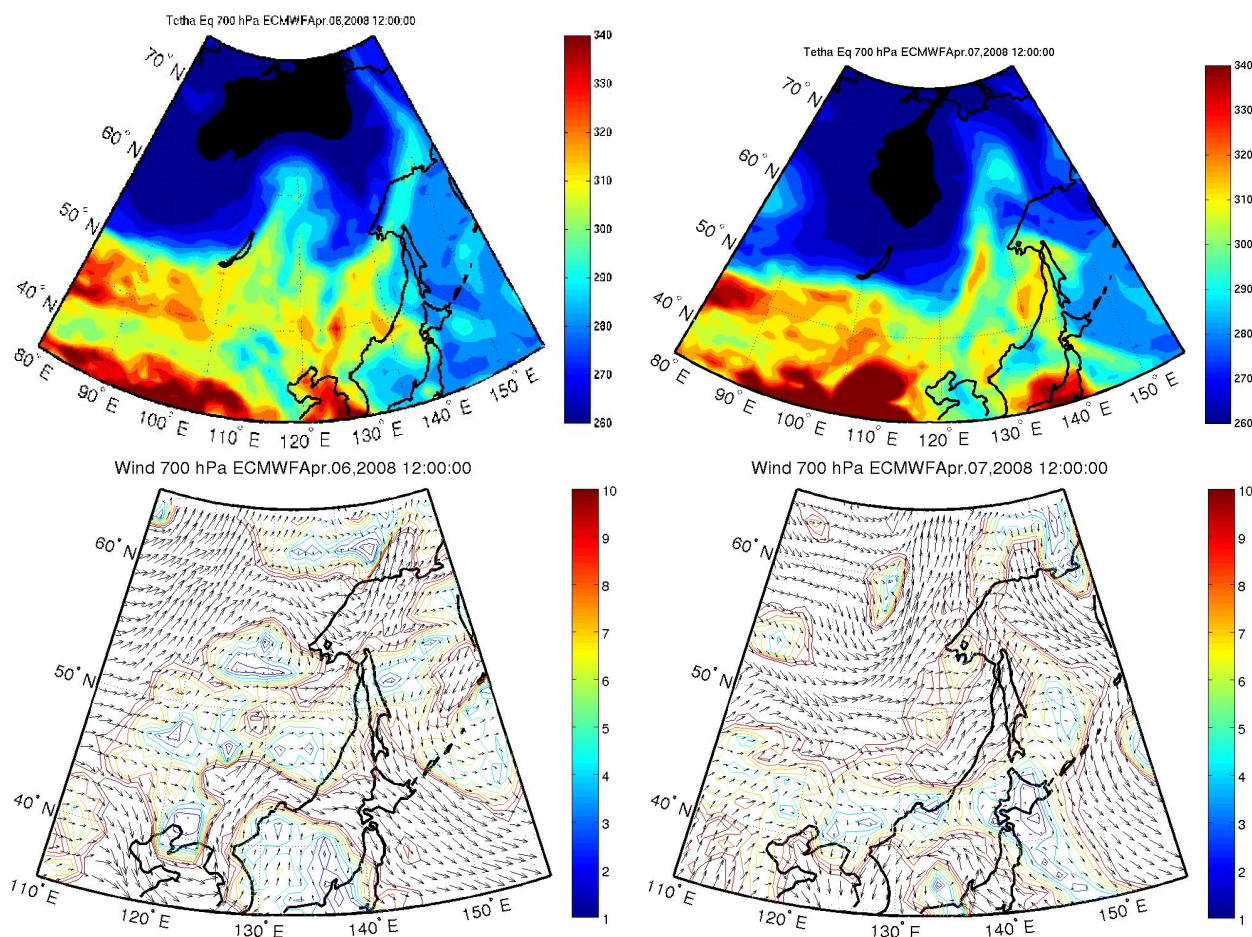 Tctha Eq 700 hPa ECMWFApr.06,2008 12:00:00
70° N
60° N
50° N
40° N
80° E
90° E
100° E
110° E
120° E
130° E
140° E
150° E
340
330
320
310
300
290
280
270
260
Tetha Eq 700 hPa ECMWFApr.07,2008 12:00:00
70° N
60° N
50° N
40° N
80° E
90° E
100° E
110° E
120° E
130° E
140° E
150° E
340
330
320
310
300
290
280
270
260
Wind 700 hPa ECMWFApr.06,2008 12:00:00
60° N
50° N
40° N
110° E
120° E
130° E
140° E
150° E
10
9
8
7
6
5
4
3
2
1
Wind 700 hPa ECMWFApr.07,2008 12:00:00
60° N
50° N
40° N
110° E
120° E
130° E
140° E
150° E
10
9
8
7
6
5
4
3
2
1